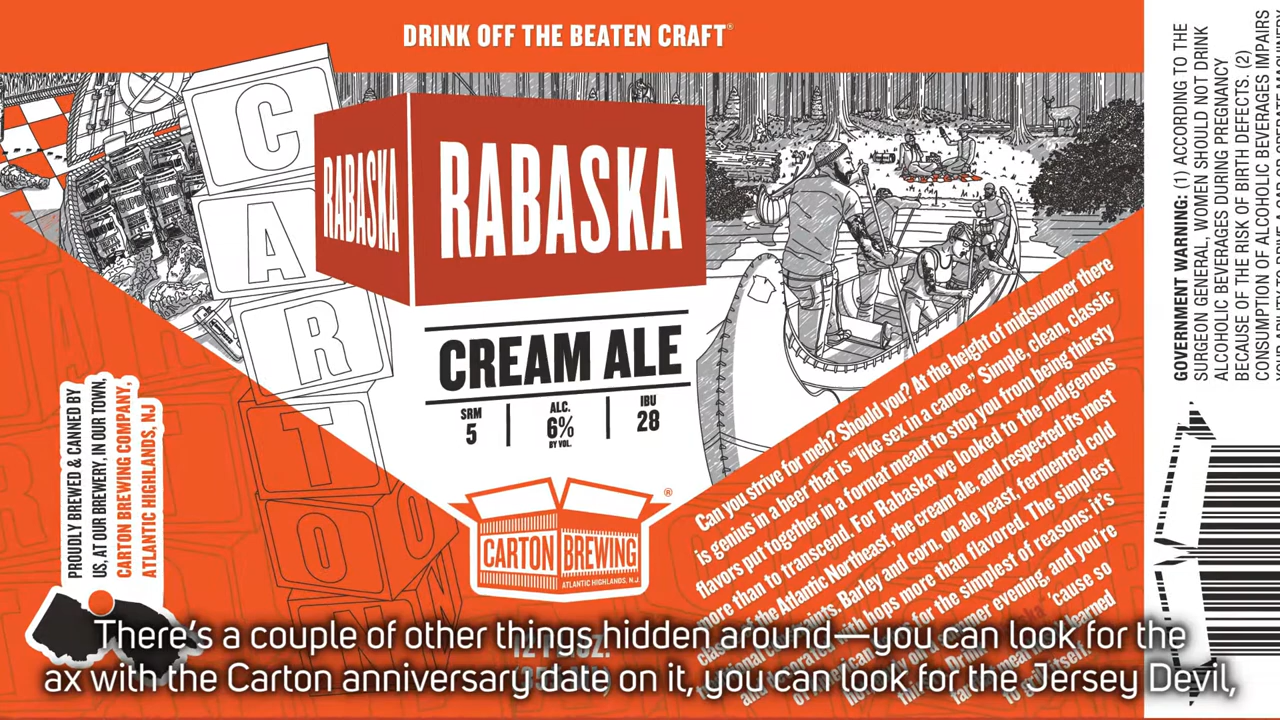 DRINK OFF THE BEATEN CRAFT®
C
A
R
T
O
N
RABASKA
RABASKA
CREAM ALE
SRM
5
ALC.
6%
BY VOL.
IBU
28
CARTON BREWING
ATLANTIC HIGHLANDS, N.J.
®
PROUDLY BREWED & CANNED BY
US, AT OUR BREWERY, IN OUR TOWN,
CARTON BREWING COMPANY,
ATLANTIC HIGHLANDS, NJ
Can you strive for meh? Should you? At the height of midsummer there
is genius in a beer that is “like sex in a canoe.” Simple, clean, classic
flavors put together in a format meant to stop you from being thirsty
more than to transcend. For Rabaska we looked to the indigenous
of the Atlantic Northeast, the cream ale, and respected its most
Barley and corn, on ale yeast, fermented cold
hops more than flavored. The simplest
for the simplest of reasons: it's
evening, and you're
'cause so
GOVERNMENT WARNING: (1) ACCORDING TO THE
SURGEON GENERAL, WOMEN SHOULD NOT DRINK
ALCOHOLIC BEVERAGES DURING PREGNANCY
BECAUSE OF THE RISK OF BIRTH DEFECTS. (2)
CONSUMPTION OF ALCOHOLIC BEVERAGES IMPAIRS
There's a couple of other things hidden around—you can look for the
ax with the Carton anniversary date on it, you can look for the Jersey Devil,